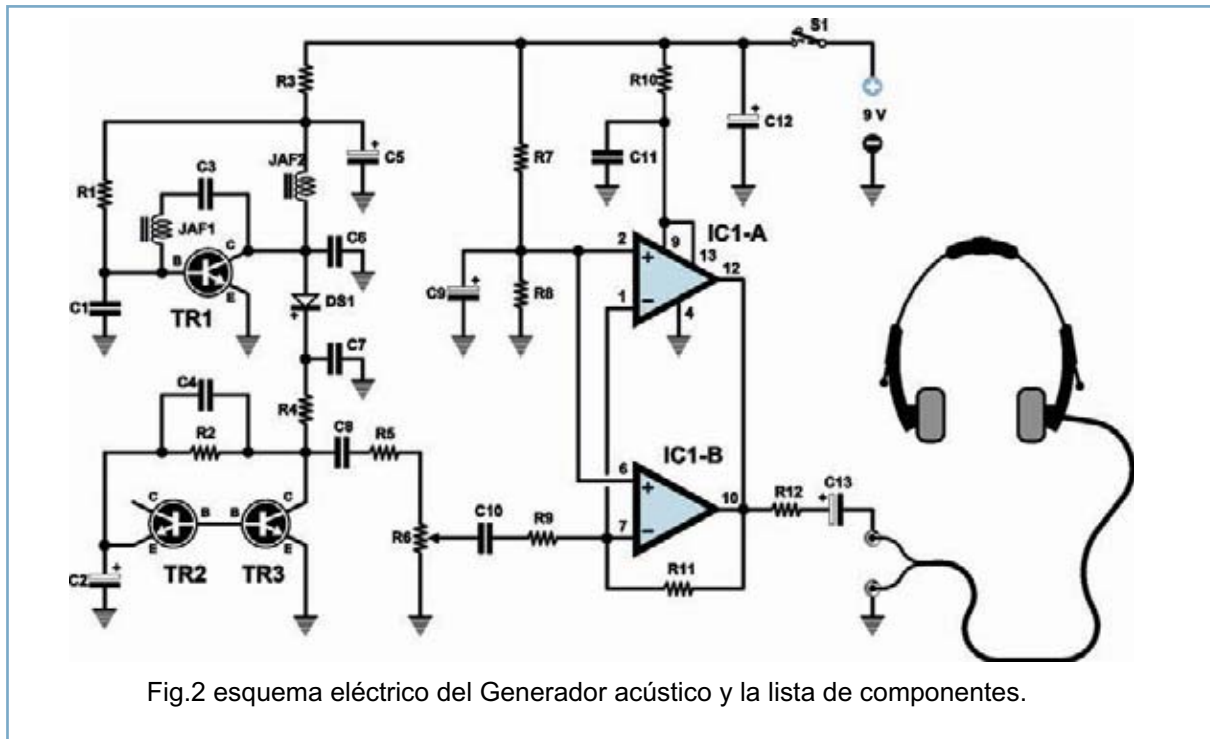 S1
R3
R10
+
9 V
C12
+
C5
R7
C11
JAF2
C3
R1
JAF1
IC1-A
C6
B
C
E
2
+
9
13
12
1
−
4
C1
TR1
DS1
+
C9
+
R8
C7
C4
R4
R2
C8
R5
IC1-B
6
+
10
R12
C13
+
C
B
B
C
R6
C10
R9
7
−
E
E
R11
C2
+
TR2
TR3
Fig.2 esquema eléctrico del Generador acústico y la lista de componentes.